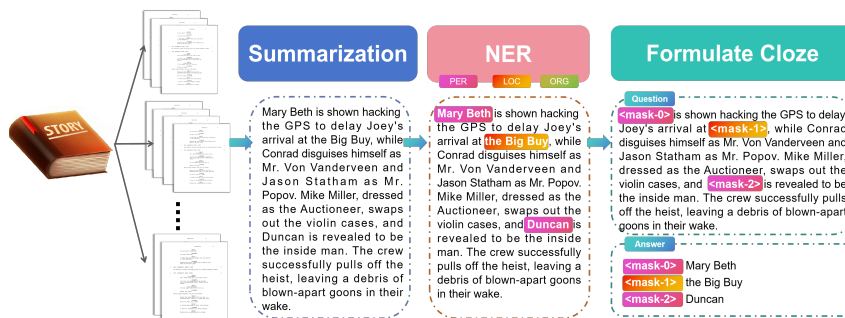 STORY
Summarization
Mary Beth is shown hacking
the GPS to delay Joey's
arrival at the Big Buy, while
Conrad disguises himself as
Mr. Von Vanderveen and
Jason Statham as Mr.
Popov. Mike Miller, dressed
as the Auctioneer, swaps
out the violin cases, and
Duncan is revealed to be
the inside man. The crew
successfully pulls off the
heist, leaving a debris of
blown-apart goons in their
wake.
NER
PER LOC ORG
Mary Beth is shown hacking
the GPS to delay Joey's
arrival at the Big Buy, while
Conrad disguises himself as
Mr. Von Vanderveen and
Jason Statham as Mr. Popov.
Mike Miller, dressed as the
Auctioneer, swaps out the
violin cases, and Duncan is
revealed to be the inside
man. The crew successfully
pulls off the heist, leaving a
debris of blown-apart goons
in their wake.
Formulate Cloze
Question
<mask-0> is shown hacking the GPS to delay
Joey's arrival at <mask-1>, while Conrad
disguises himself as Mr. Von Vanderveen and
Jason Statham as Mr. Popov. Mike Miller,
dressed as the Auctioneer, swaps out the
violin cases, and <mask-2> is revealed to be
the inside man. The crew successfully pulls
off the heist, leaving a debris of blown-apart
goons in their wake.
Answer
<mask-0> Mary Beth
<mask-1> the Big Buy
<mask-2> Duncan